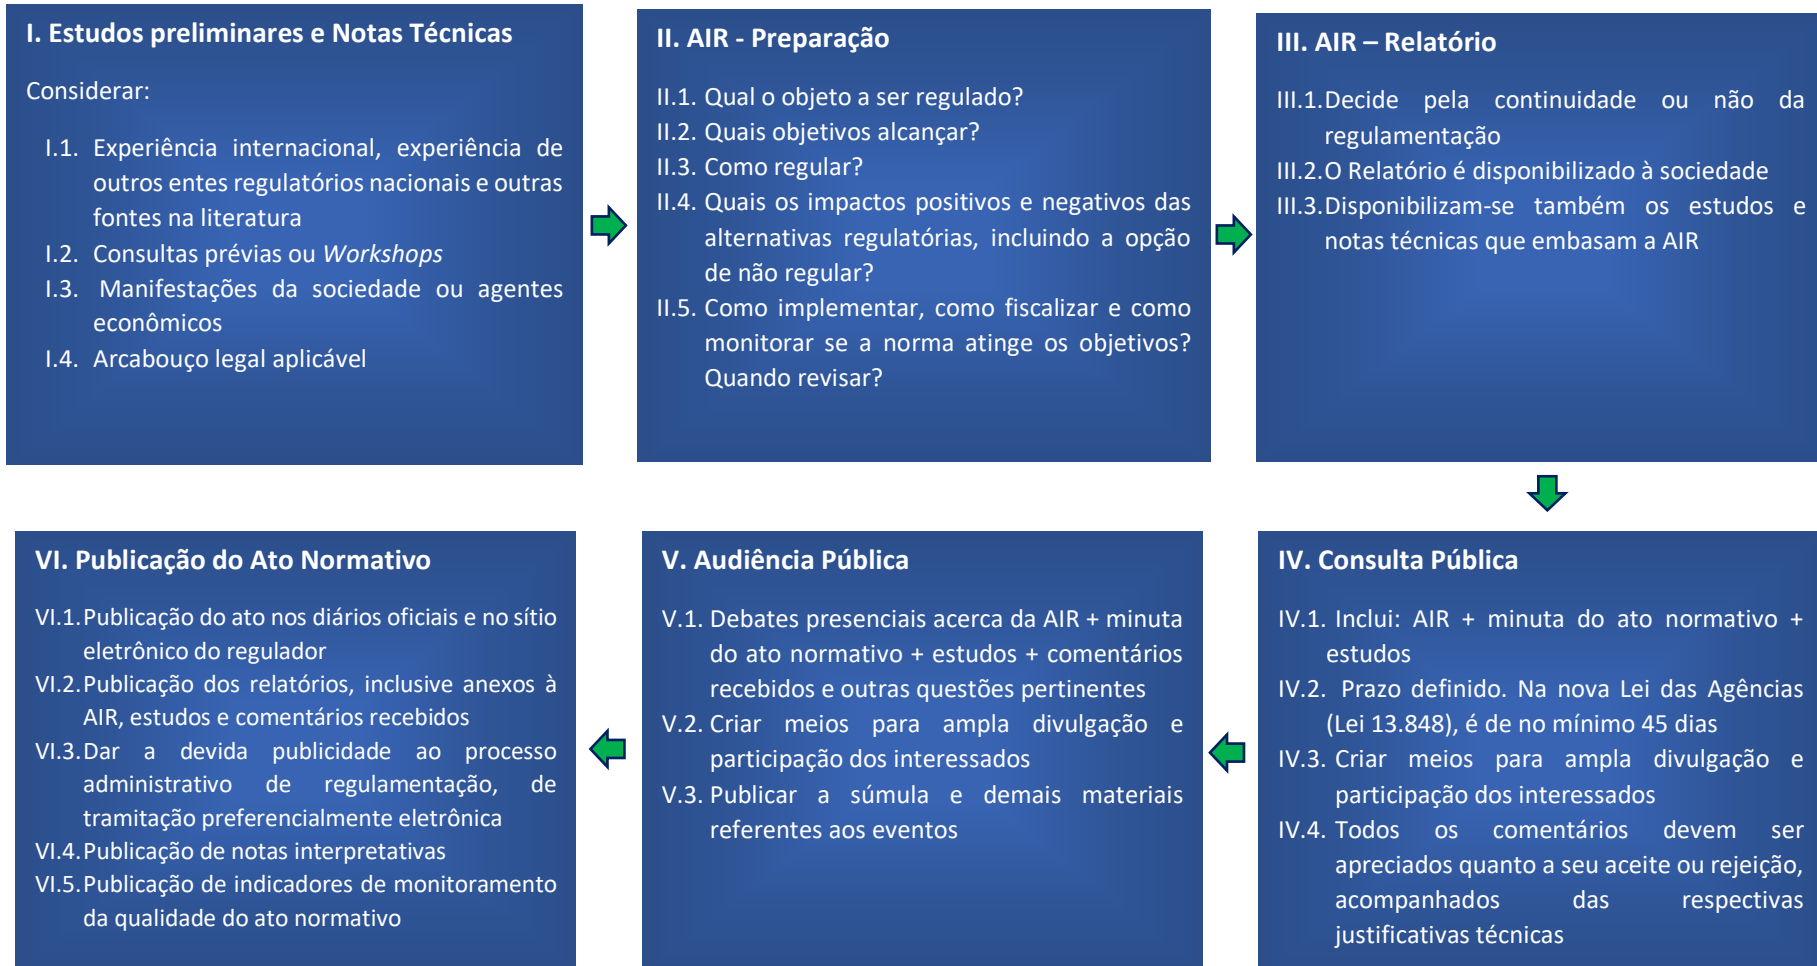 I. Estudos preliminares e Notas Técnicas
Considerar:
I.1. Experiência internacional, experiência de
outros entes regulatórios nacionais e outras
fontes na literatura
I.2. Consultas prévias ou Workshops
I.3. Manifestações da sociedade ou agentes
econômicos
I.4. Arcabouço legal aplicável
II. AIR - Preparação
II.1. Qual o objeto a ser regulado?
II.2. Quais objetivos alcançar?
II.3. Como regular?
II.4. Quais os impactos positivos e negativos das
alternativas regulatórias, incluindo a opção
de não regular?
II.5. Como implementar, como fiscalizar e como
monitorar se a norma atinge os objetivos?
Quando revisar?
III. AIR – Relatório
III.1.Decide pela continuidade ou não da
regulamentação
III.2.O Relatório é disponibilizado à sociedade
III.3.Disponibilizam-se também os estudos e
notas técnicas que embasam a AIR
IV. Consulta Pública
IV.1. Inclui: AIR + minuta do ato normativo +
estudos
IV.2. Prazo definido. Na nova Lei das Agências
(Lei 13.848), é de no mínimo 45 dias
IV.3. Criar meios para ampla divulgação e
participação dos interessados
IV.4. Todos os comentários devem ser
apreciados quanto a seu aceite ou rejeição,
acompanhados das respectivas
justificativas técnicas
V. Audiência Pública
V.1. Debates presenciais acerca da AIR + minuta
do ato normativo + estudos + comentários
recebidos e outras questões pertinentes
V.2. Criar meios para ampla divulgação e
participação dos interessados
V.3. Publicar a súmula e demais materiais
referentes aos eventos
VI. Publicação do Ato Normativo
VI.1.Publicação do ato nos diários oficiais e no sítio
eletrônico do regulador
VI.2.Publicação dos relatórios, inclusive anexos à
AIR, estudos e comentários recebidos
VI.3.Dar a devida publicidade ao processo
administrativo de regulamentação, de
tramitação preferencialmente eletrônica
VI.4.Publicação de notas interpretativas
VI.5.Publicação de indicadores de monitoramento
da qualidade do ato normativo